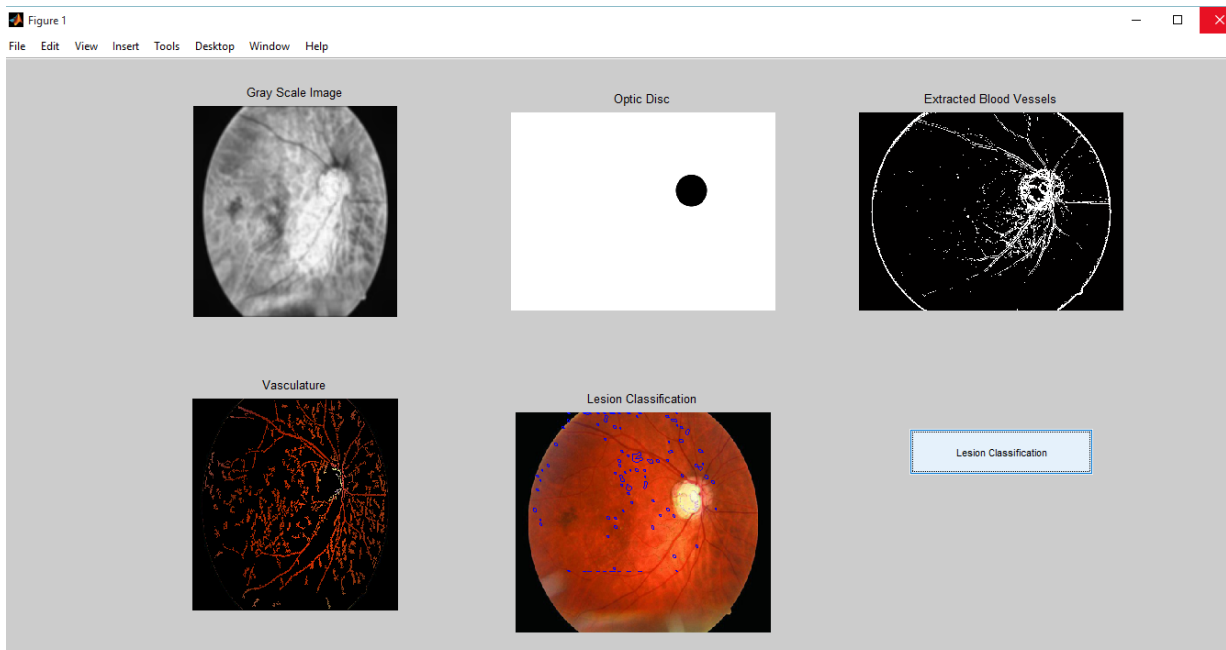 Figure 1
File Edit View Insert Tools Desktop Window Help
Gray Scale Image
Optic Disc
Extracted Blood Vessels
Vasculature
Lesion Classification
Lesion Classification